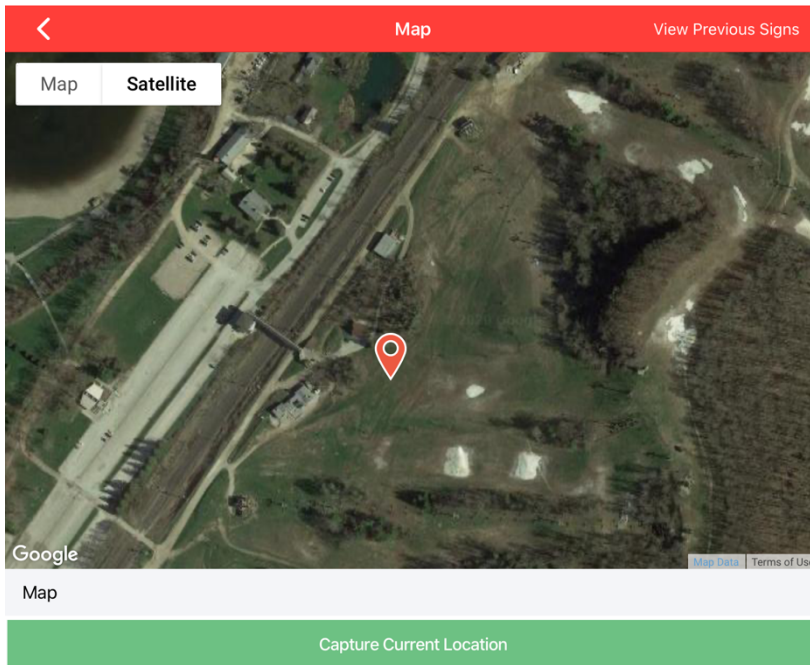 Map
View Previous Signs
Map
Satellite
Google
Map Data
Terms of Use
Map
Capture Current Location